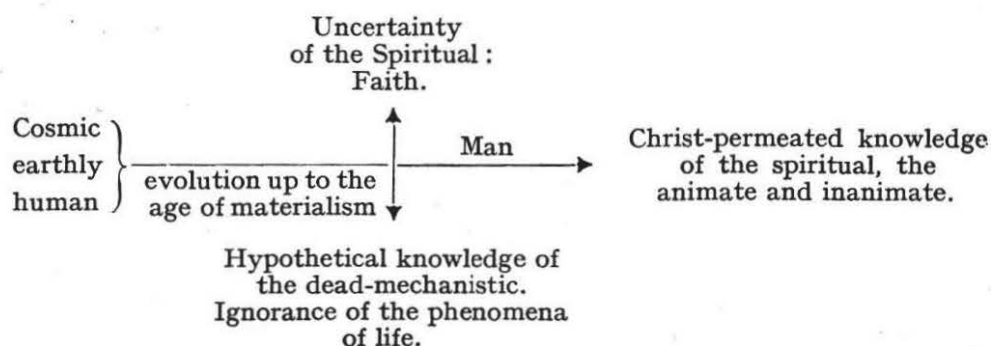 Uncertainty
of the Spiritual :
Faith.
Cosmic
earthly
human
evolution up to the
age of materialism
Man
Christ-permeated knowledge
of the spiritual, the
animate and inanimate.
Hypothetical knowledge of
the dead-mechanistic.
Ignorance of the phenomena
of life.